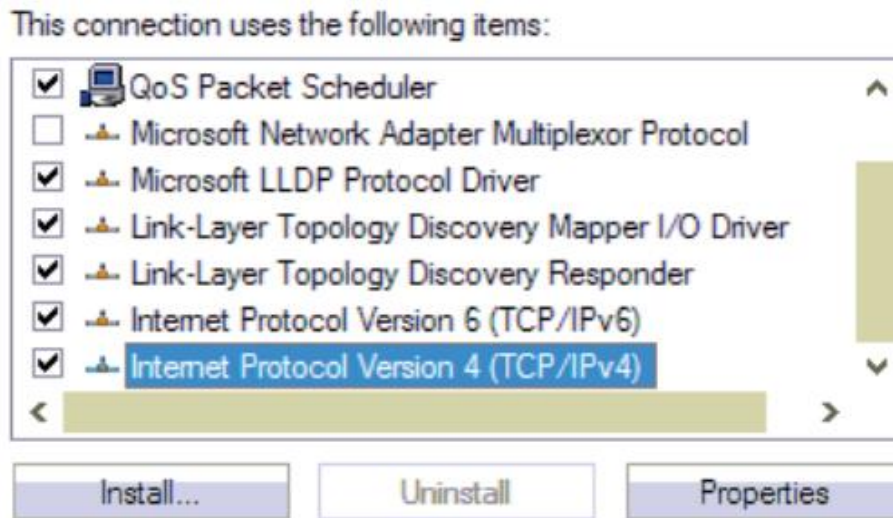 This connection uses the following items:
QoS Packet Scheduler
Microsoft Network Adapter Multiplexor Protocol
Microsoft LLDP Protocol Driver
Link-Layer Topology Discovery Mapper I/O Driver
Link-Layer Topology Discovery Responder
Internet Protocol Version 6 (TCP/IPv6)
Internet Protocol Version 4 (TCP/IPv4)
Install... Uninstall Properties